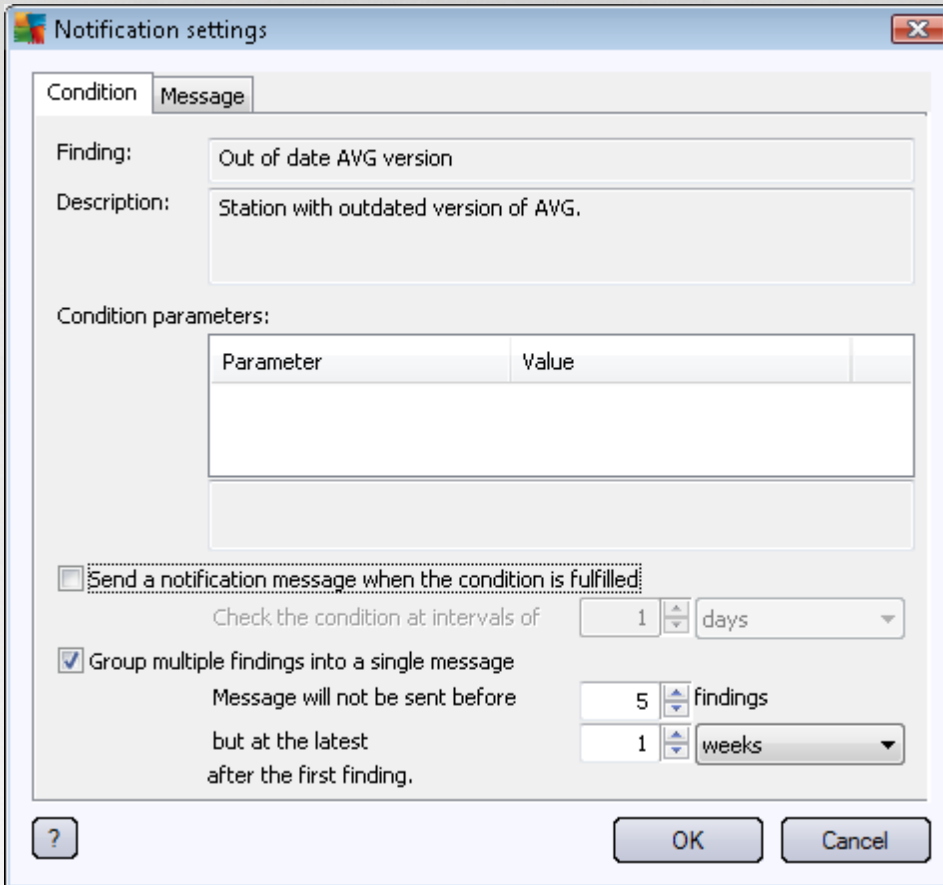 Notification settings
Condition Message
Finding: Out of date AVG version
Description: Station with outdated version of AVG.
Condition parameters:
Parameter Value
Send a notification message when the condition is fulfilled
Check the condition at intervals of 1 days
Group multiple findings into a single message
Message will not be sent before 5 findings
but at the latest 1 weeks
after the first finding.
? OK Cancel